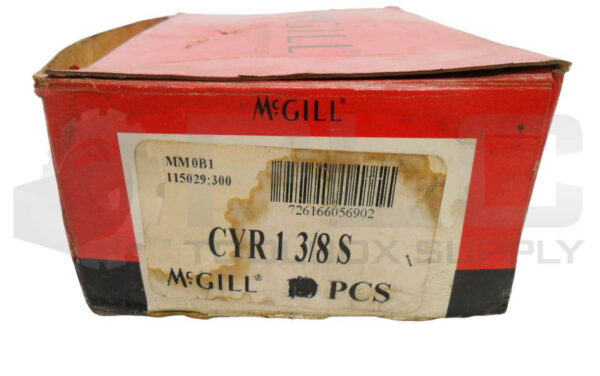 McGILL®
MM0B1
115029:300
726166056902
CYR 1 3/8 S
McGILL® PCS